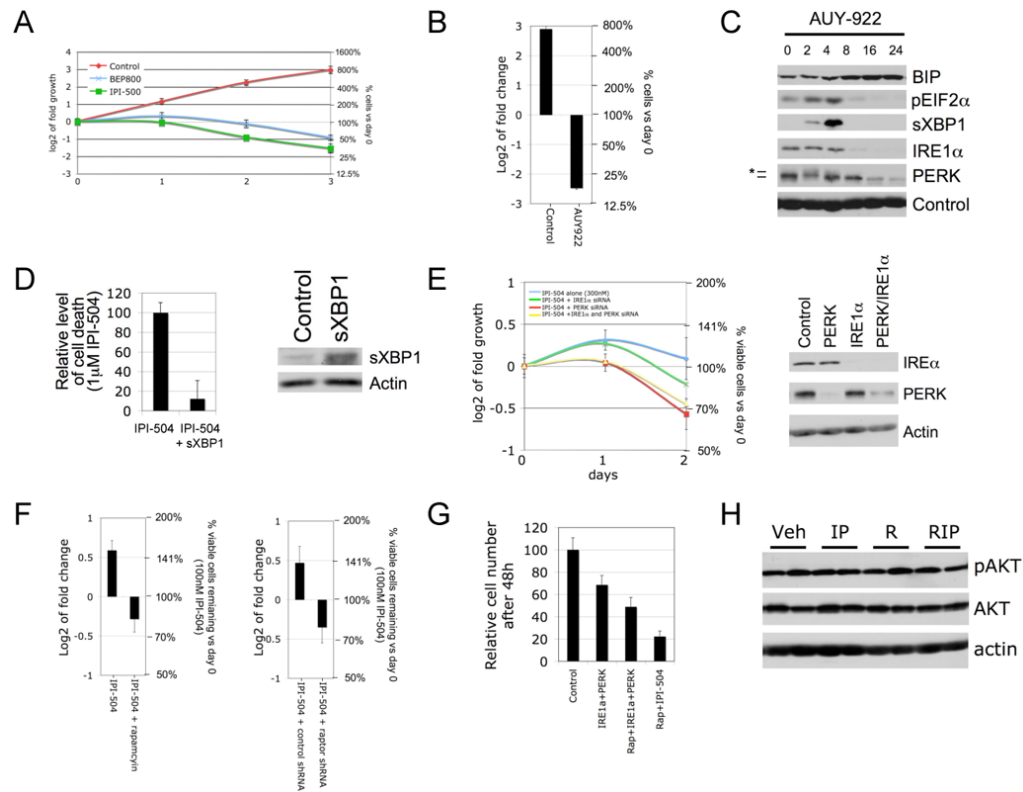 A
4
3
2
1
0
-1
-2
-3
log2 of fold growth
Control
BEP800
IPI-500
0 1 2 3
1600%
800%
400%
200%
100%
50%
25%
12.5%
% cells vs day 0
B
3
2
1
0
-1
-2
-3
Log2 of fold change
800%
400%
200%
100%
50%
25%
12.5%
% cells vs day 0
Control
AUY922
C
AUY-922
0 2 4 8 16 24
BIP
pEIF2α
sXBP1
IRE1α
* = PERK
Control
D
Relative level
of cell death
(1μM IPI-504)
120
100
80
60
40
20
0
IPI-504
IPI-504
+ sXBP1
Control
sXBP1
sXBP1
Actin
E
1
0.5
0
-0.5
-1
log2 of fold growth
IPI-504 alone (300nM)
IPI-504 + IRE1α siRNA
IPI-504 + PERK siRNA
IPI-504 +IRE1α and PERK siRNA
0 1 2
days
200%
141%
100%
70%
50%
% viable cells vs day 0
Control
PERK
IRE1α
PERK/IRE1α
IREα
PERK
Actin
F
1
0.5
0
-0.5
-1
Log2 of fold change
200%
141%
100%
70%
50%
% viable cells remianing vs day 0
(100nM IPI-504)
IPI-504
IPI-504 + rapamcyin
1
0.5
0
-0.5
-1
Log2 of fold change
200%
141%
100%
70%
50%
% viable cells remaining vs day 0
(100nM IPI-504)
IPI-504 + control shRNA
IPI-504 + raptor shRNA
G
Relative cell number
after 48h
120
100
80
60
40
20
0
Control
IRE1a+PERK
Rap+IRE1a+PERK
Rap+IPI-504
H
Veh IP R RIP
pAKT
AKT
actin